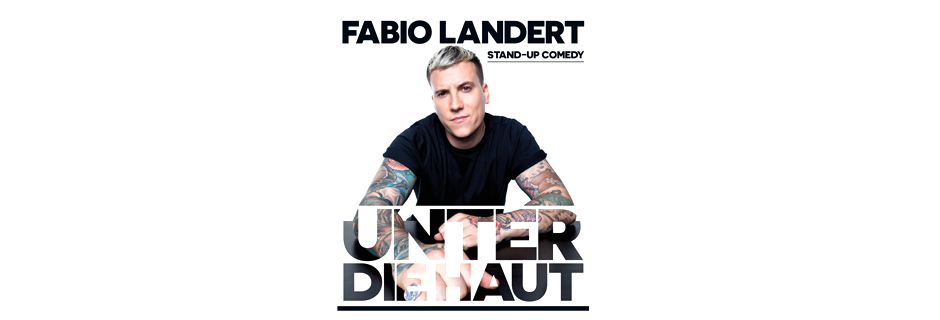 FABIO LANDERT
STAND-UP COMEDY
UNTER
DIE HAUT